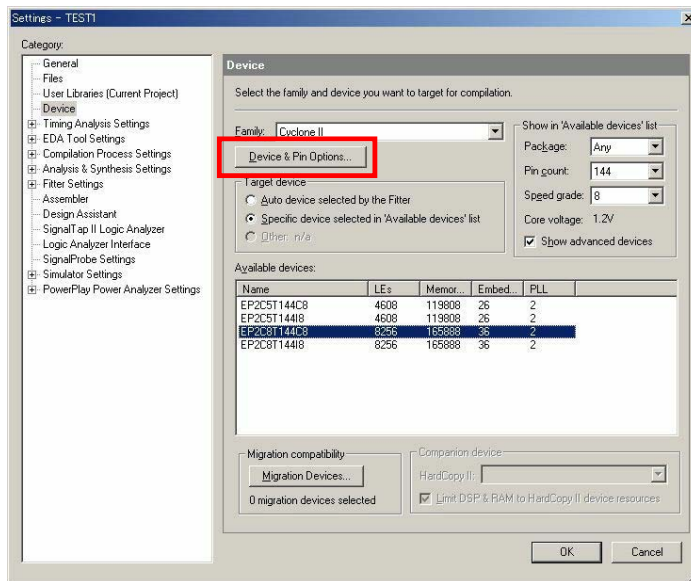 Settings - TEST1
Category:
General
Files
User Libraries (Current Project)
Device
Timing Analysis Settings
EDA Tool Settings
Compilation Process Settings
Analysis & Synthesis Settings
Fitter Settings
Assembler
Design Assistant
SignalTap II Logic Analyzer
Logic Analyzer Interface
SignalProbe Settings
Simulator Settings
PowerPlay Power Analyzer Settings
Device
Select the family and device you want to target for compilation.
Family: Cyclone II
Device & Pin Options...
Target device
Auto device selected by the Fitter
Specific device selected in 'Available devices' list
Other: n/a
Show in 'Available devices' list
Package: Any
Pin count: 144
Speed grade: 8
Core voltage: 1.2V
Show advanced devices
Available devices:
Name LEs Memor... Embed... PLL
EP2C5T144C8 4608 119808 26 2
EP2C5T144I8 4608 119808 26 2
EP2C8T144C8 8256 165888 36 2
EP2C8T144I8 8256 165888 36 2
Migration compatibility
Migration Devices...
0 migration devices selected
Companion device
HardCopy II:
Limit DSP & RAM to HardCopy II device resources
OK Cancel